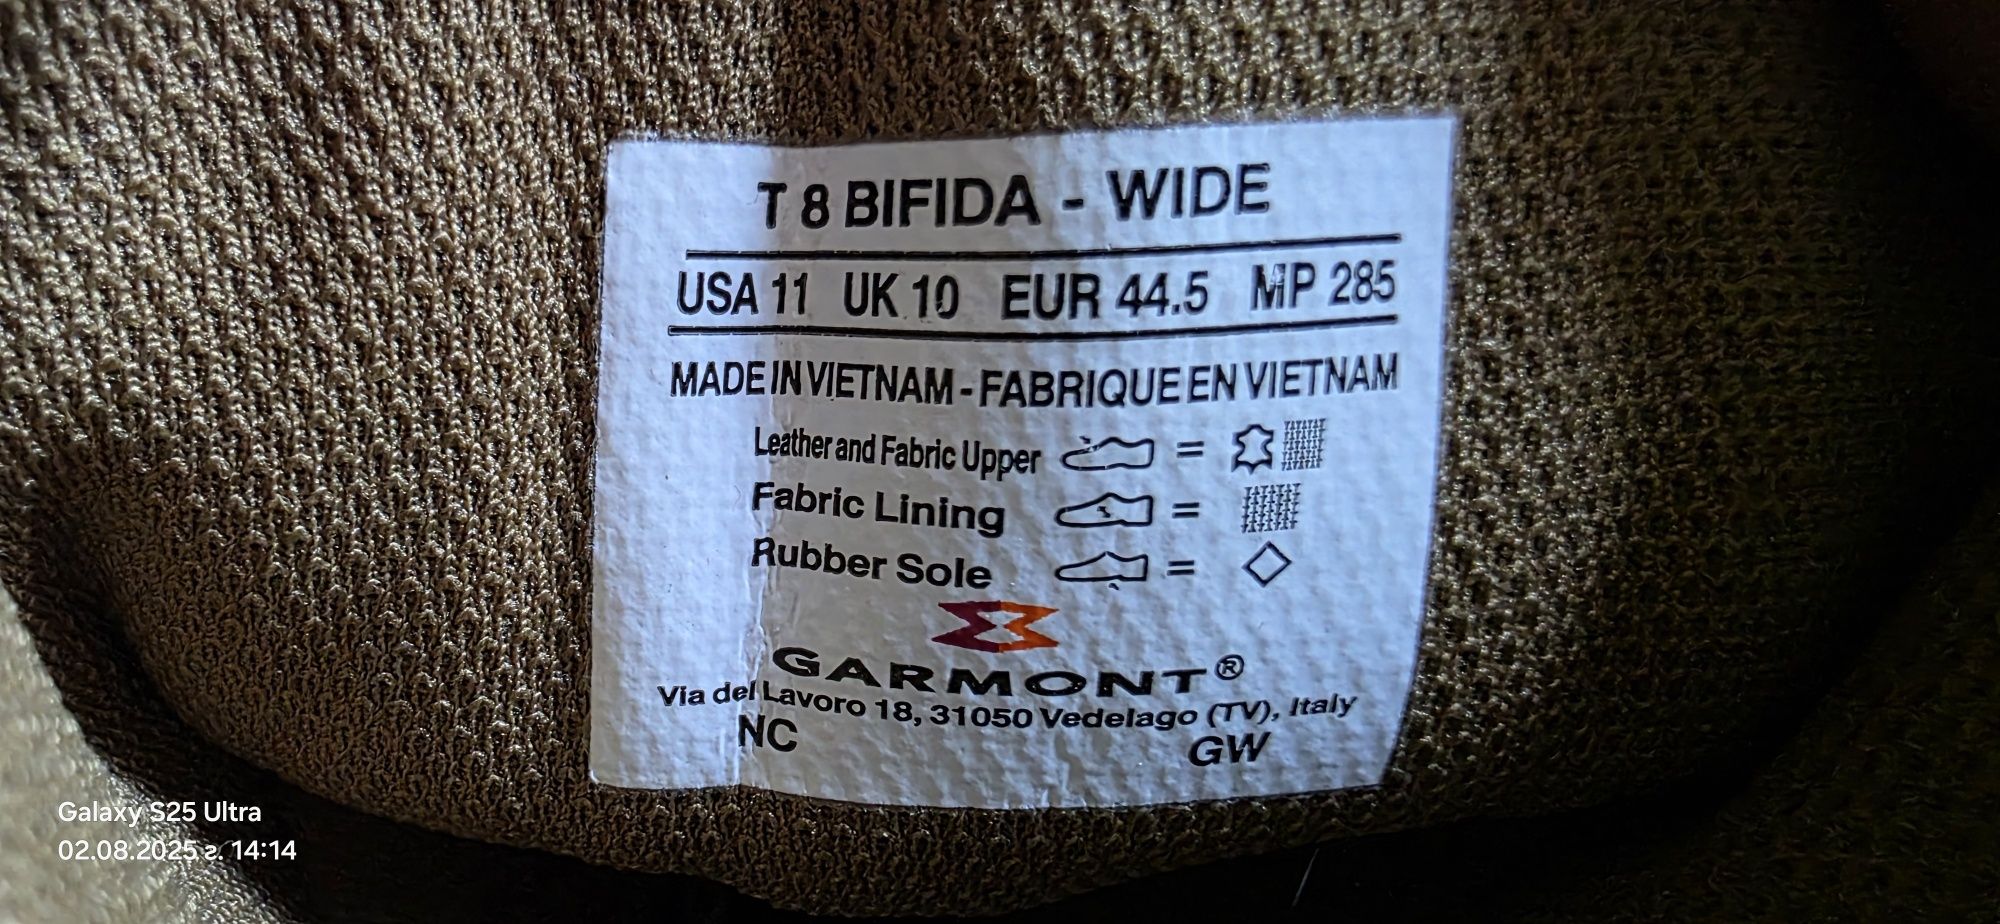 T 8 BIFIDA - WIDE
USA 11 UK 10 EUR 44.5 MP 285
MADE IN VIETNAM - FABRIQUE EN VIETNAM
Leather and Fabric Upper =
Fabric Lining =
Rubber Sole =
GARMONT®
Via del Lavoro 18, 31050 Vedelago (TV), Italy
NC GW
Galaxy S25 Ultra
02.08.2025 г. 14:14